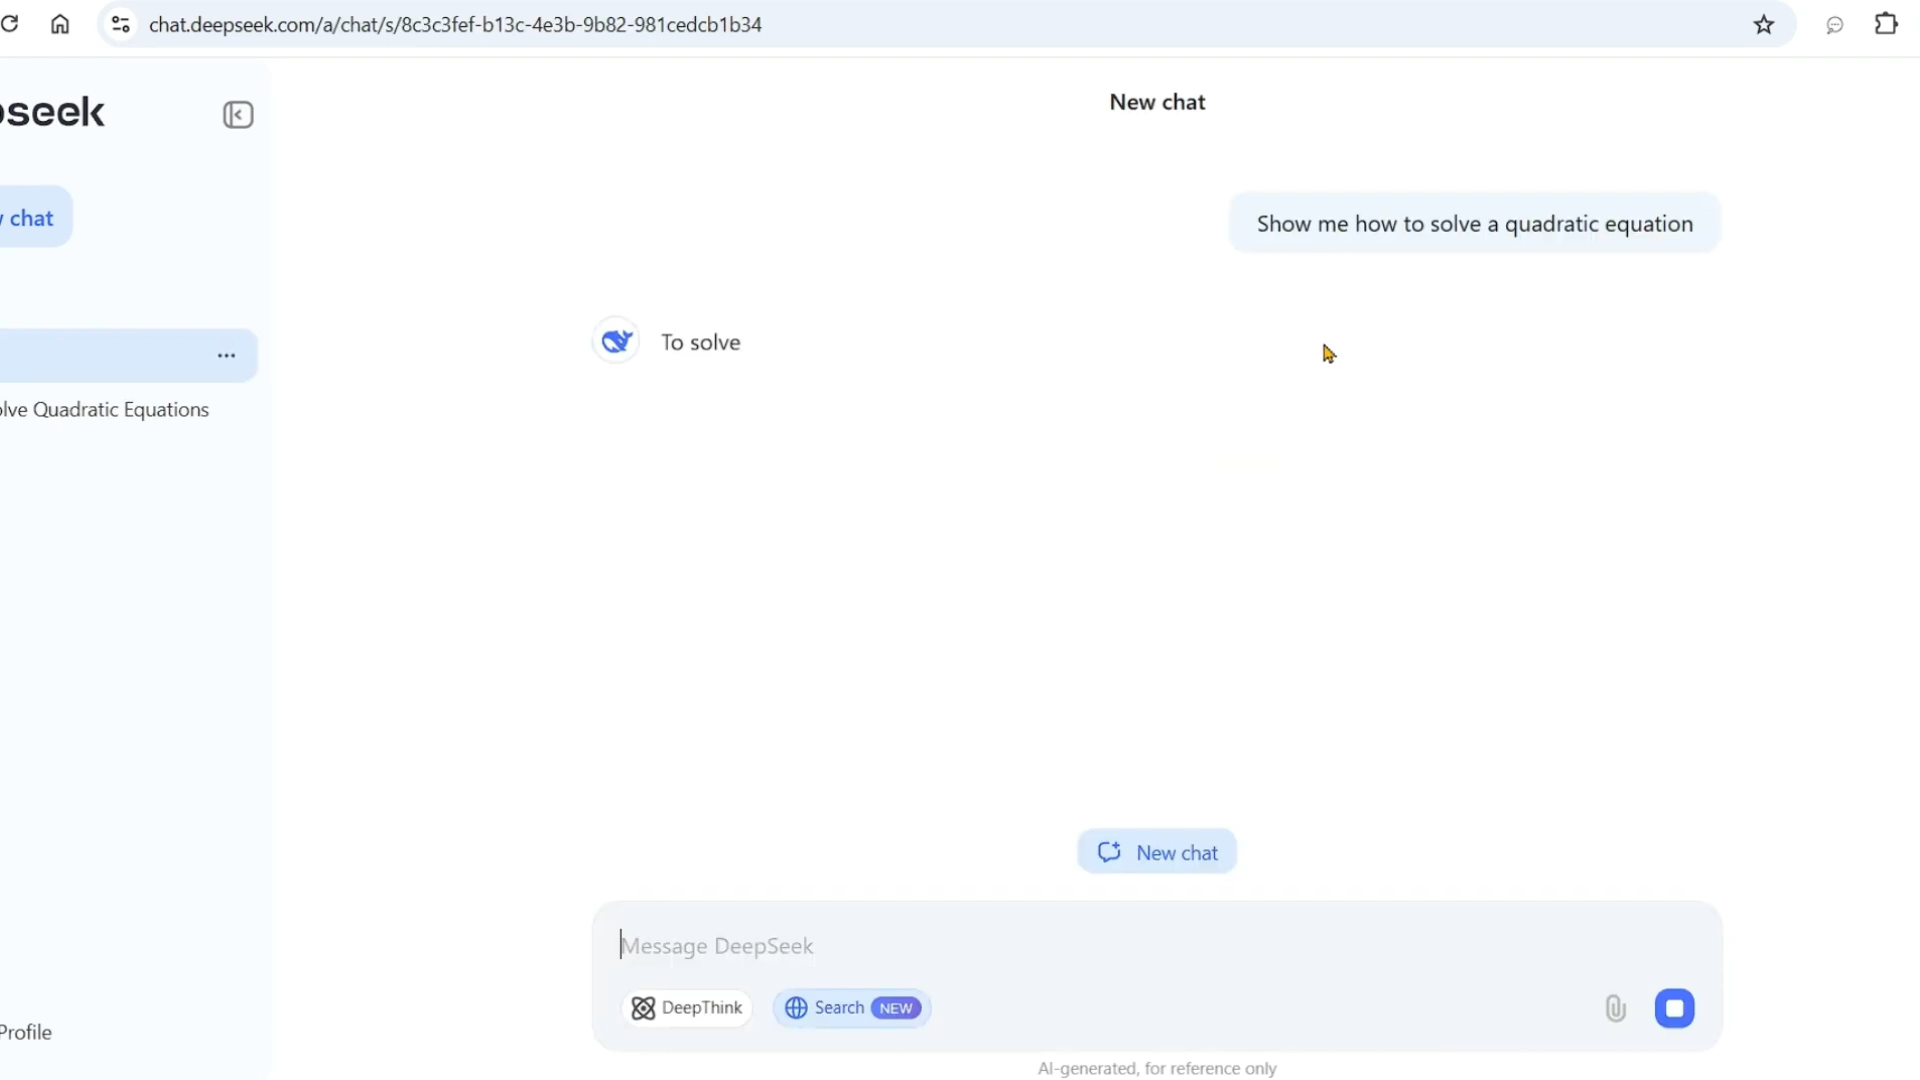 chat.deepseek.com/a/chat/s/8c3c3fef-b13c-4e3b-9b82-981cedcb1b34
seek
New chat
chat
Show me how to solve a quadratic equation
To solve
lve Quadratic Equations
New chat
Message DeepSeek
DeepThink
Search NEW
Profile
AI-generated, for reference only